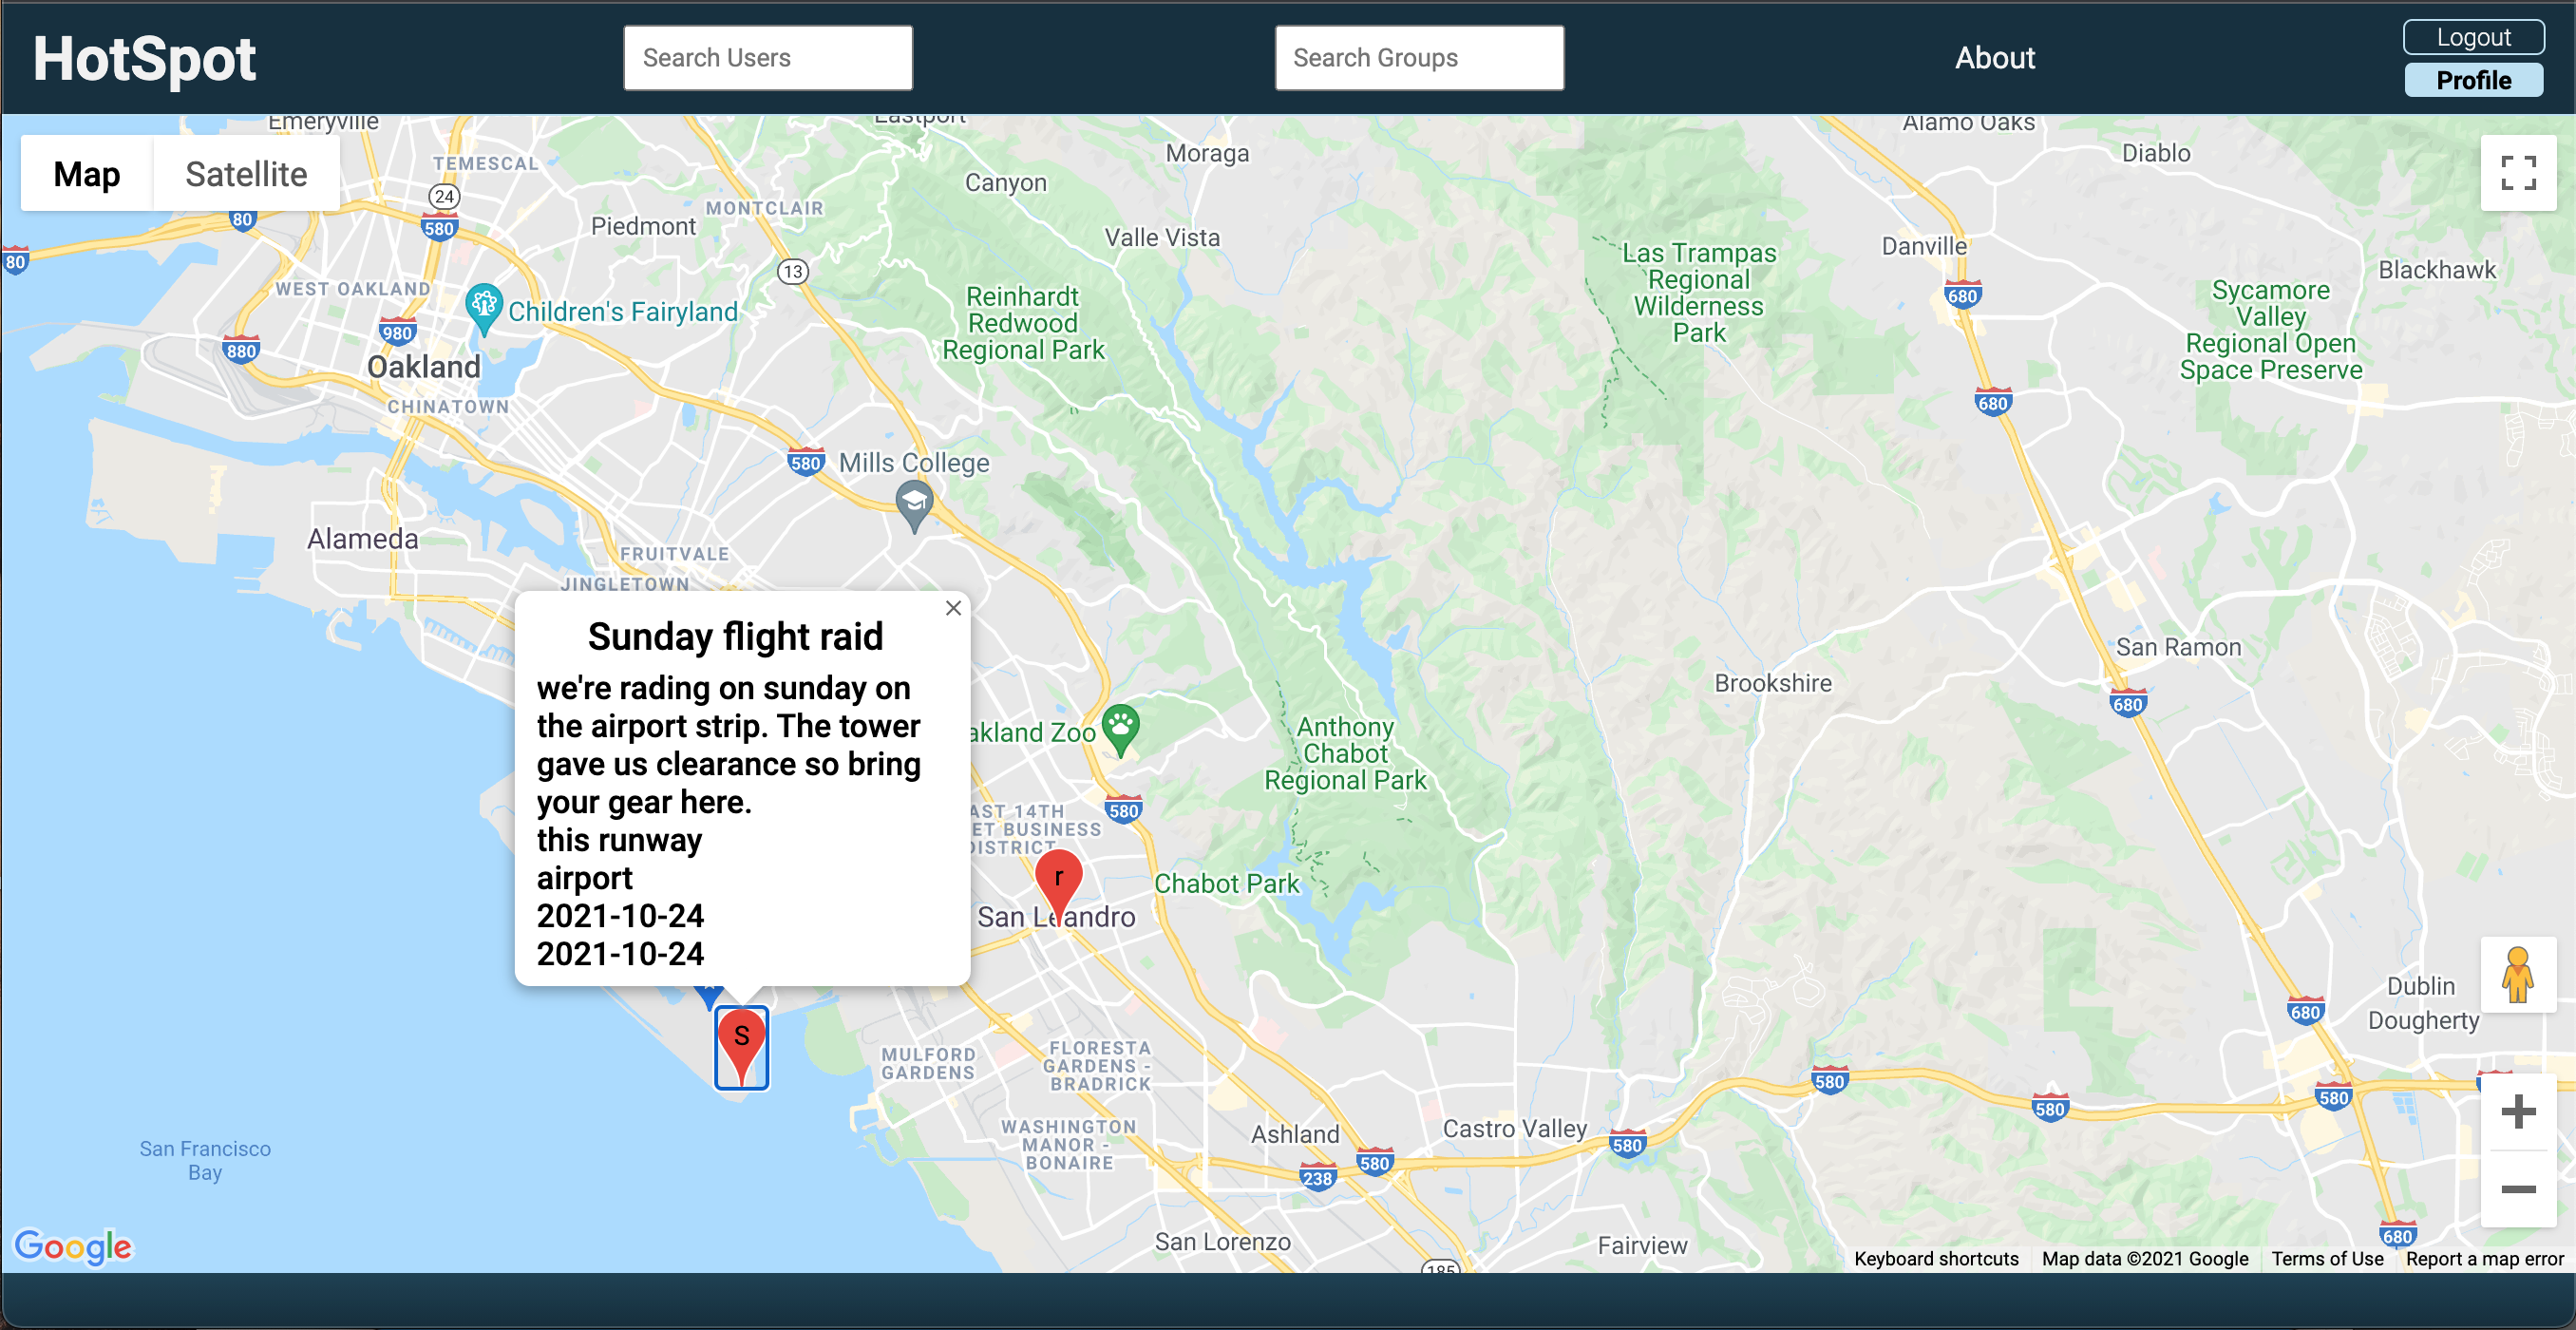 HotSpot
Search Users
Search Groups
About
Logout
Profile
Map
Satellite
Emeryville
Eastport
Alamo Oaks
TEMESCAL
Moraga
Diablo
Canyon
24
80
580
Piedmont
MONTCLAIR
Valle Vista
Danville
80
13
Las Trampas
Regional
Wilderness
Park
Blackhawk
WEST OAKLAND
Children's Fairyland
Reinhardt
Redwood
Regional Park
680
Sycamore
Valley
Regional Open
Space Preserve
980
880
Oakland
CHINATOWN
680
580
Mills College
Alameda
FRUITVALE
JINGLETOWN
Sunday flight raid
we're rading on sunday on
the airport strip. The tower
gave us clearance so bring
your gear here.
this runway
airport
2021-10-24
2021-10-24
San Ramon
Brookshire
680
akland Zoo
Anthony
Chabot
Regional Park
580
AST 14TH
ET BUSINESS
DISTRICT
r
San Leandro
Chabot Park
S
Dublin
Dougherty
680
MULFORD
GARDENS
FLORESTA
GARDENS -
BRADRICK
580
580
580
WASHINGTON
MANOR -
BONAIRE
Ashland
Castro Valley
580
580
238
San Francisco
Bay
680
San Lorenzo
Fairview
185
Google
Keyboard shortcuts
Map data ©2021 Google
Terms of Use
Report a map error